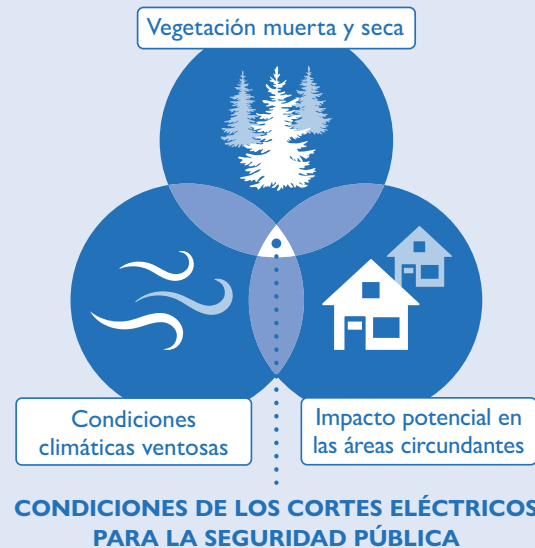 Vegetación muerta y seca
Condiciones
climáticas ventosas
Impacto potencial en
las áreas circundantes
CONDICIONES DE LOS CORTES ELÉCTRICOS
PARA LA SEGURIDAD PÚBLICA